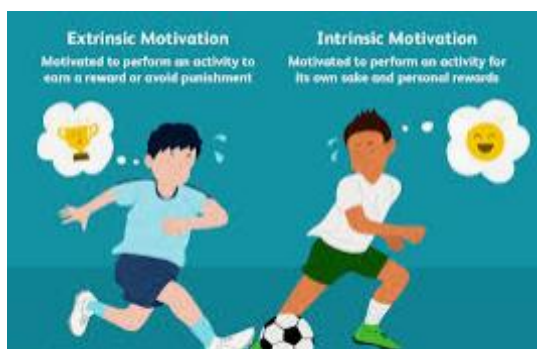 Extrinsic Motivation
Motivated to perform an activity to
earn a reward or avoid punishment
Intrinsic Motivation
Motivated to perform an activity for
its own sake and personal rewards